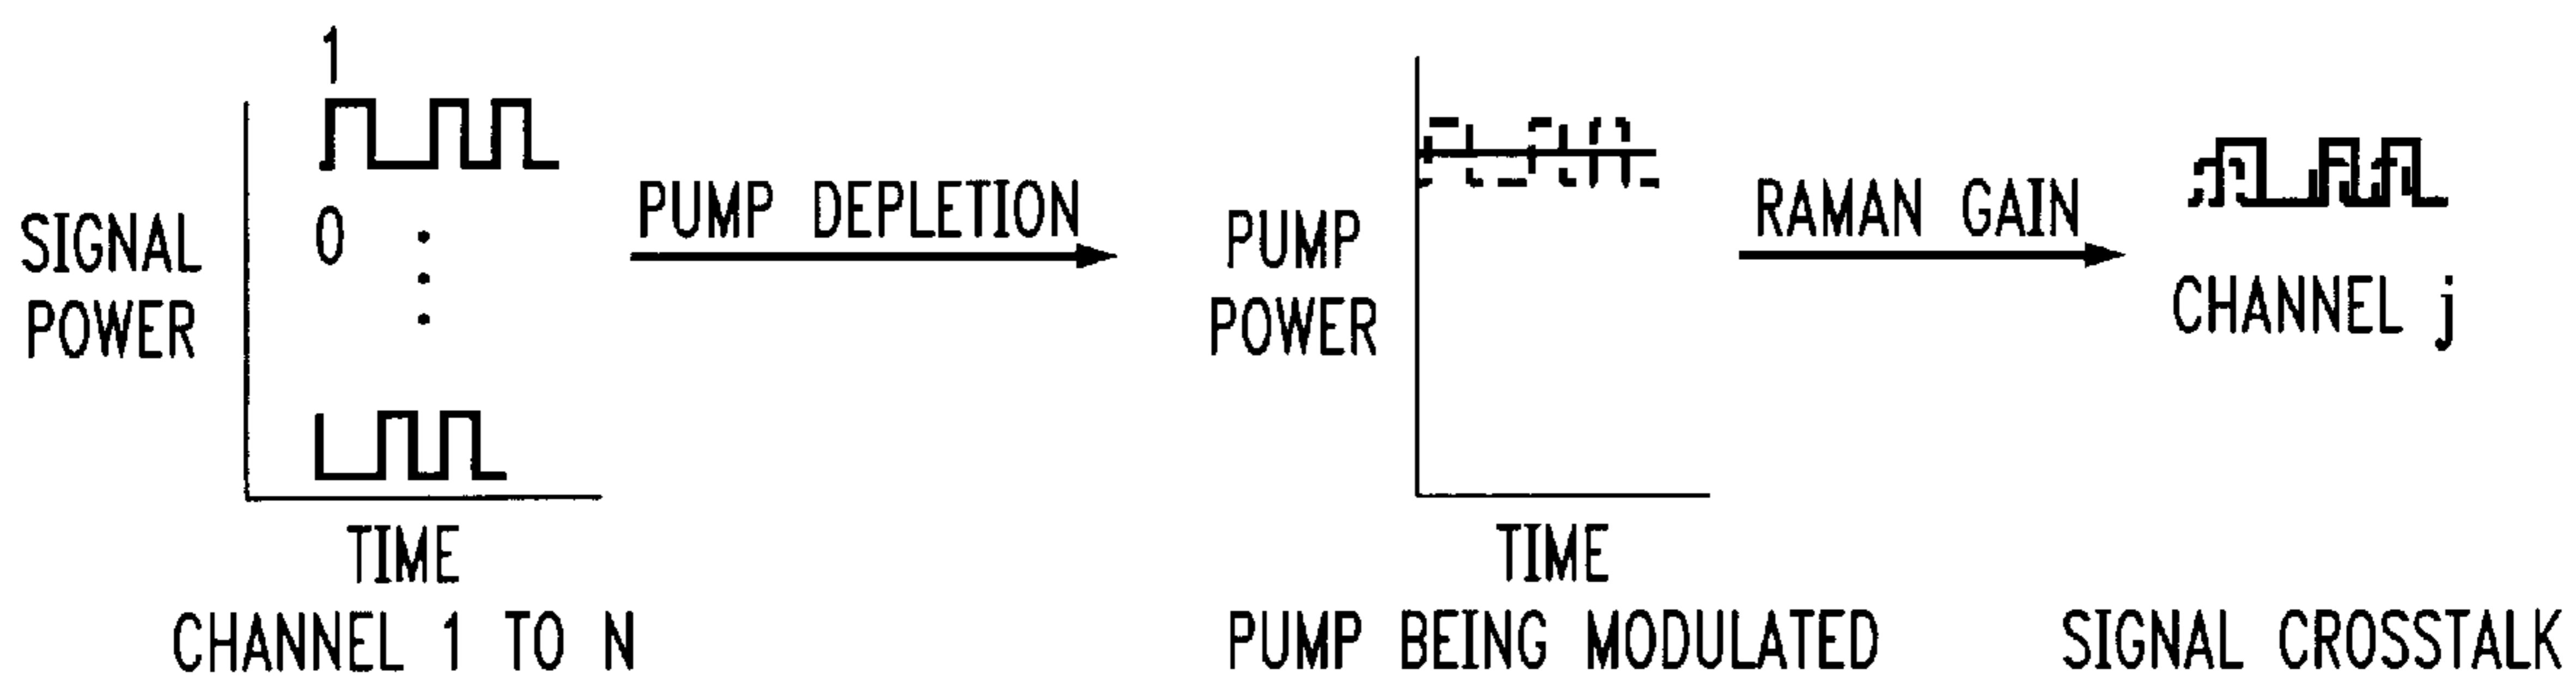 1
0
SIGNAL
POWER
TIME
CHANNEL 1 TO N
PUMP DEPLETION
PUMP
POWER
TIME
PUMP BEING MODULATED
RAMAN GAIN
CHANNEL j
SIGNAL CROSSTALK